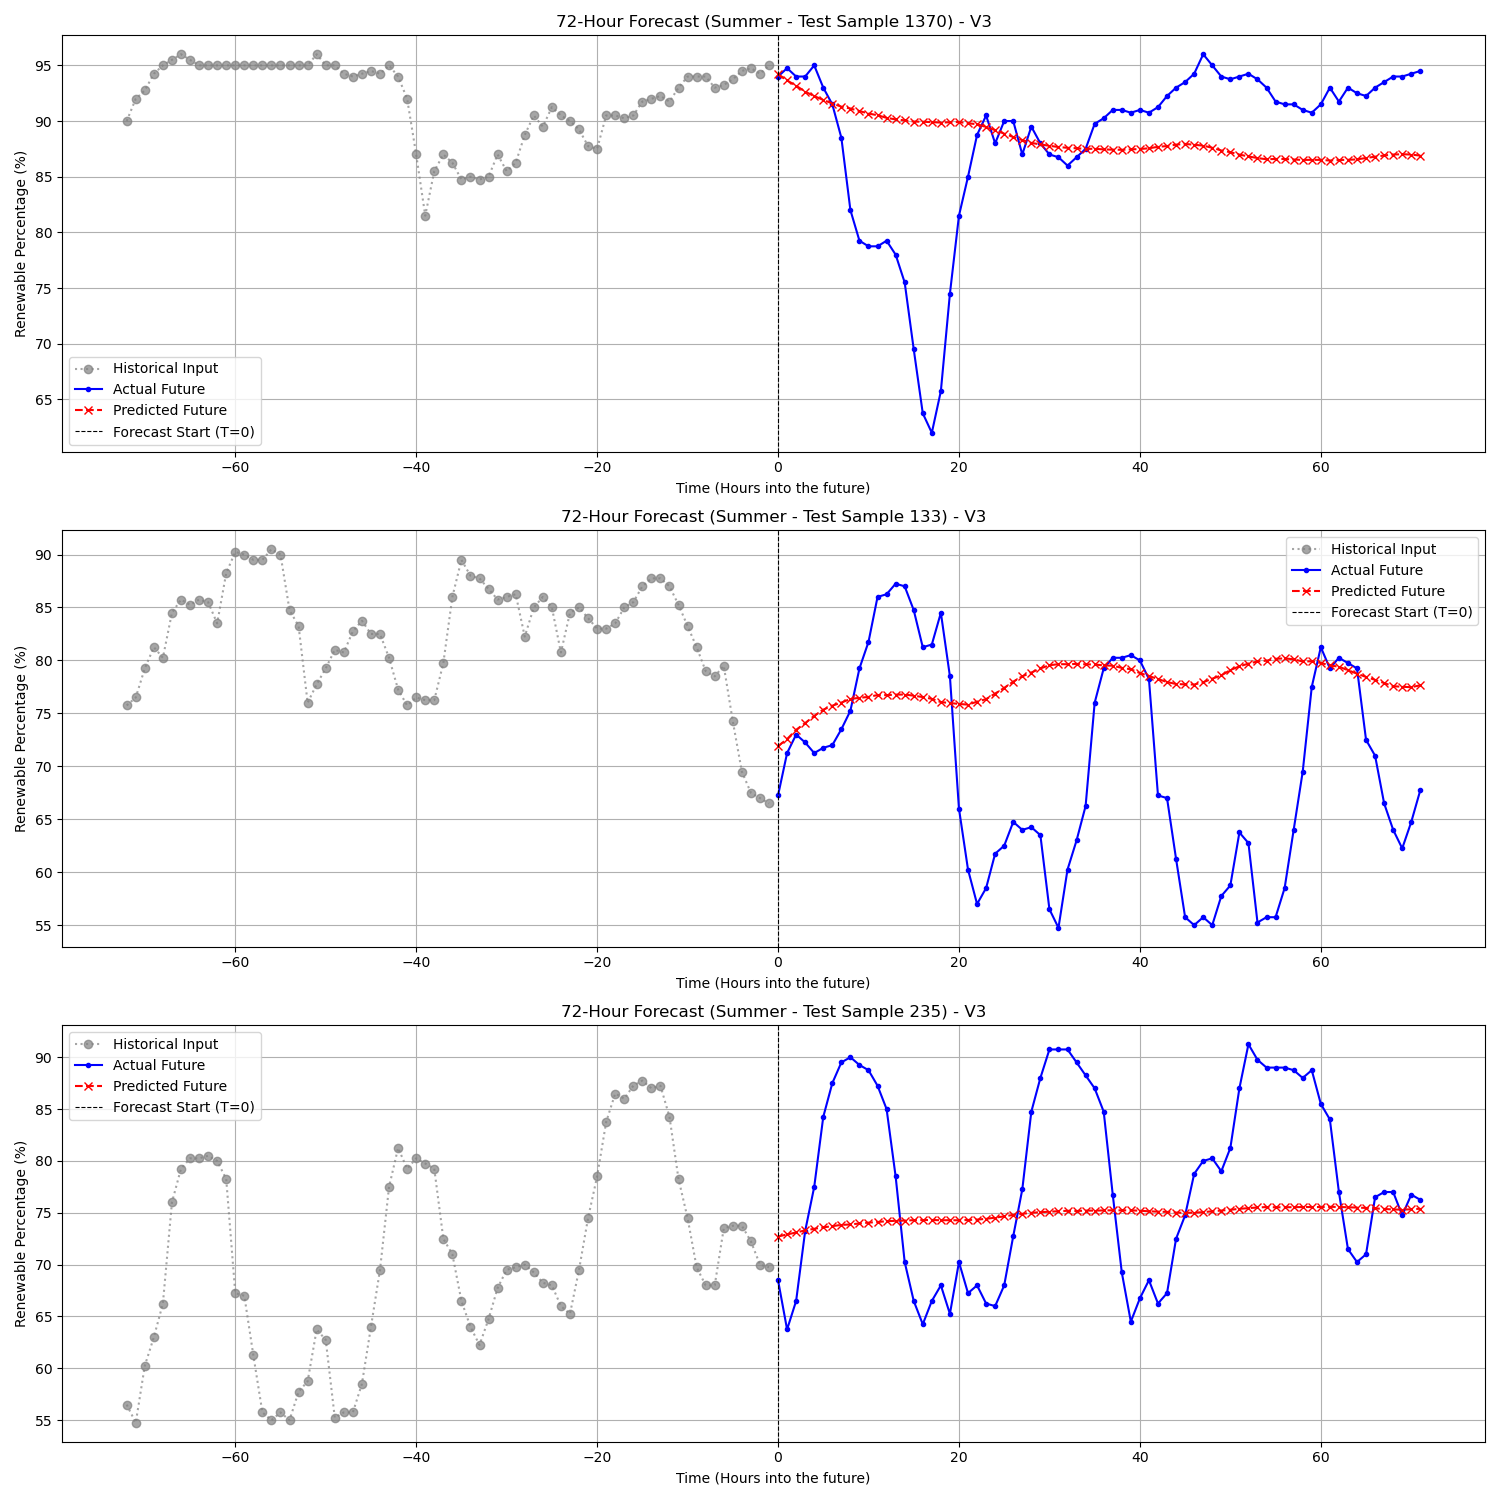 72-Hour Forecast (Summer - Test Sample 1370) - V3
Renewable Percentage (%)
95
90
85
80
75
70
65
Historical Input
Actual Future
Predicted Future
Forecast Start (T=0)
−60 −40 −20 0 20 40 60
Time (Hours into the future)
72-Hour Forecast (Summer - Test Sample 133) - V3
Renewable Percentage (%)
90
85
80
75
70
65
60
55
Historical Input
Actual Future
Predicted Future
Forecast Start (T=0)
−60 −40 −20 0 20 40 60
Time (Hours into the future)
72-Hour Forecast (Summer - Test Sample 235) - V3
Renewable Percentage (%)
90
85
80
75
70
65
60
55
Historical Input
Actual Future
Predicted Future
Forecast Start (T=0)
−60 −40 −20 0 20 40 60
Time (Hours into the future)